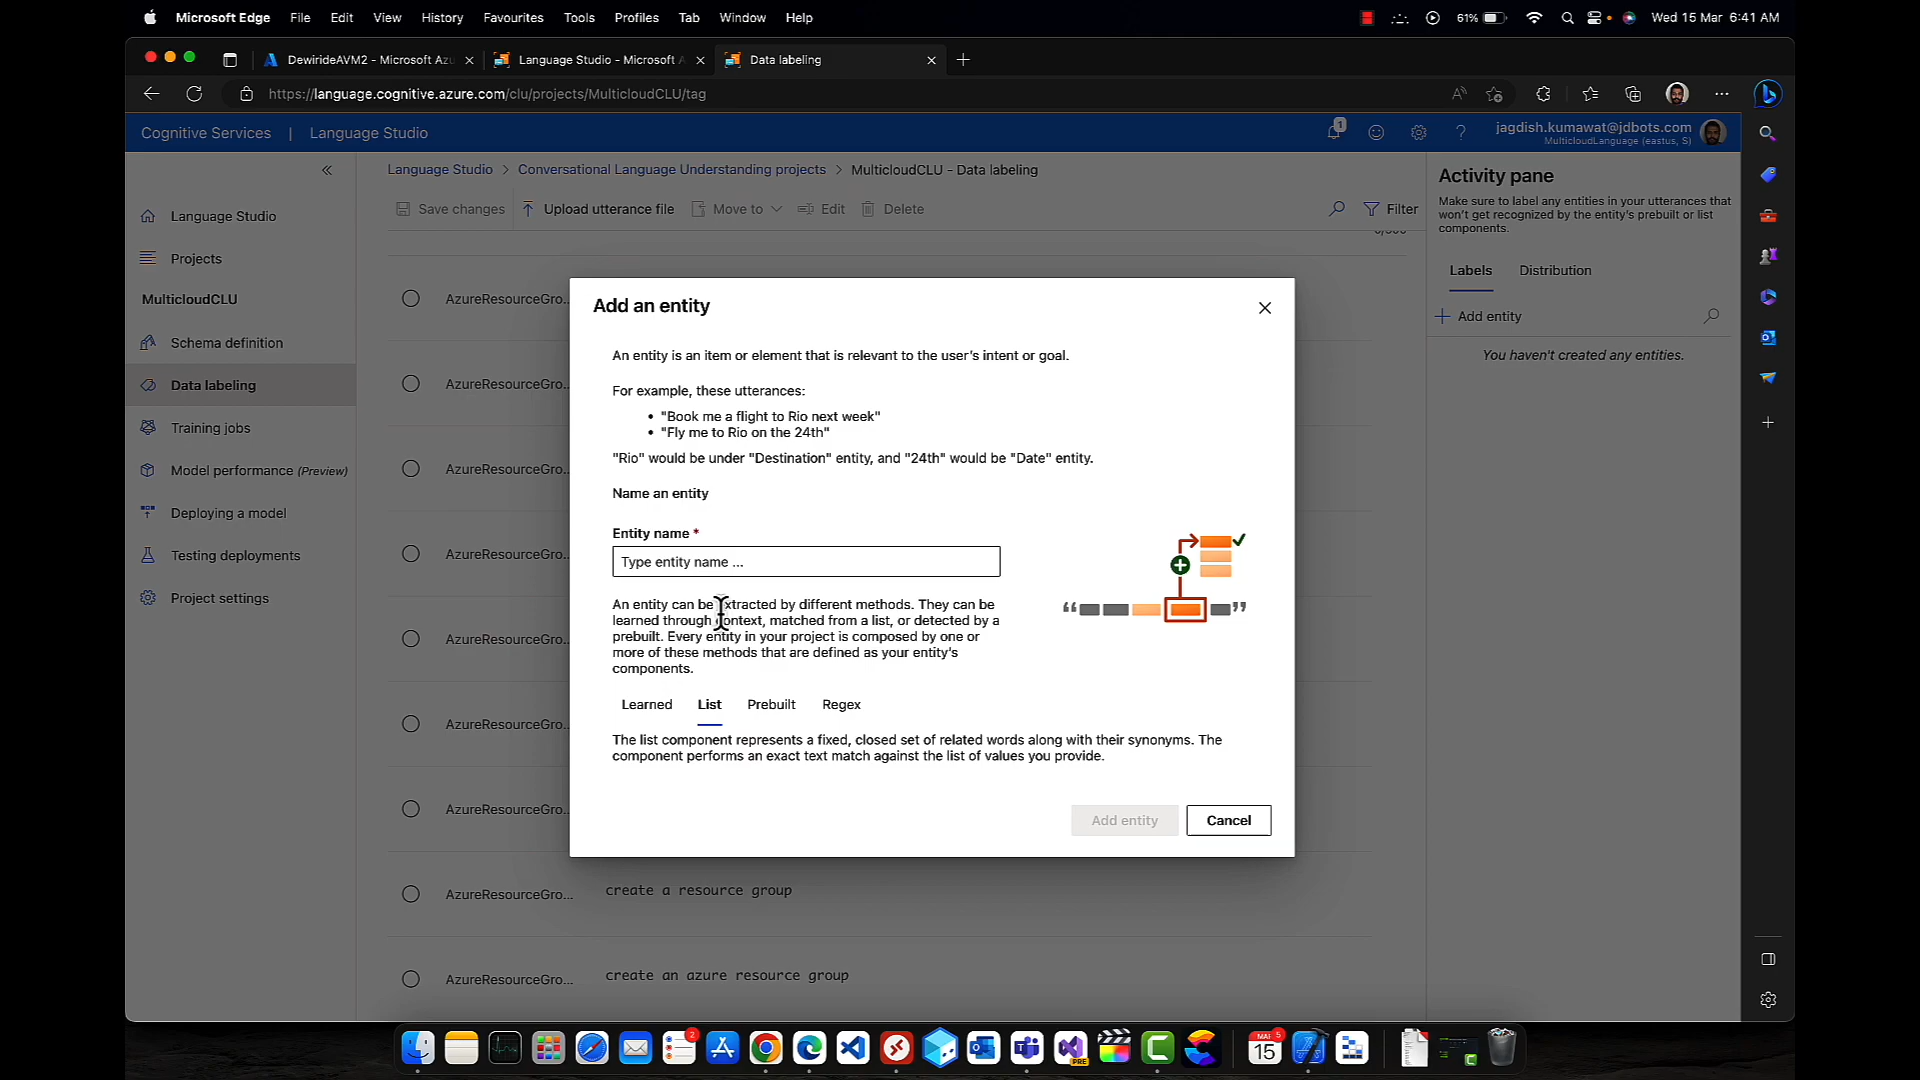 Microsoft Edge File Edit View History Favourites Tools Profiles Tab Window Help 61% Wed 15 Mar 6:41 AM
DewirideAVM2 - Microsoft Azu Language Studio - Microsoft A Data labeling
https://language.cognitive.azure.com/clu/projects/MulticloudCLU/tag
Cognitive Services | Language Studio 1 ? jagdish.kumawat@jdbots.com
MulticloudLanguage (eastus, S)
Language Studio > Conversational Language Understanding projects > MulticloudCLU - Data labeling
Save changes Upload utterance file Move to Edit Delete Filter
Language Studio
Projects
MulticloudCLU
Schema definition
Data labeling
Training jobs
Model performance (Preview)
Deploying a model
Testing deployments
Project settings
AzureResourceGro...
AzureResourceGro...
AzureResourceGro...
AzureResourceGro...
AzureResourceGro...
AzureResourceGro...
AzureResourceGro...
AzureResourceGro... create a resource group
AzureResourceGro... create an azure resource group
Add an entity
An entity is an item or element that is relevant to the user's intent or goal.
For example, these utterances:
• "Book me a flight to Rio next week"
• "Fly me to Rio on the 24th"
"Rio" would be under "Destination" entity, and "24th" would be "Date" entity.
Name an entity
Entity name *
Type entity name ...
An entity can be extracted by different methods. They can be
learned through context, matched from a list, or detected by a
prebuilt. Every entity in your project is composed by one or
more of these methods that are defined as your entity's
components.
Learned List Prebuilt Regex
The list component represents a fixed, closed set of related words along with their synonyms. The
component performs an exact text match against the list of values you provide.
Add entity Cancel
Activity pane
Make sure to label any entities in your utterances that
won't get recognized by the entity's prebuilt or list
components.
Labels Distribution
Add entity
You haven't created any entities.
2
PRE
5
15